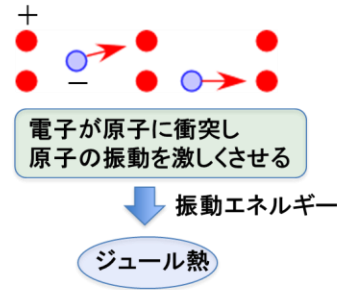 ＋
－
電子が原子に衝突し
原子の振動を激しくさせる
振動エネルギー
ジュール熱